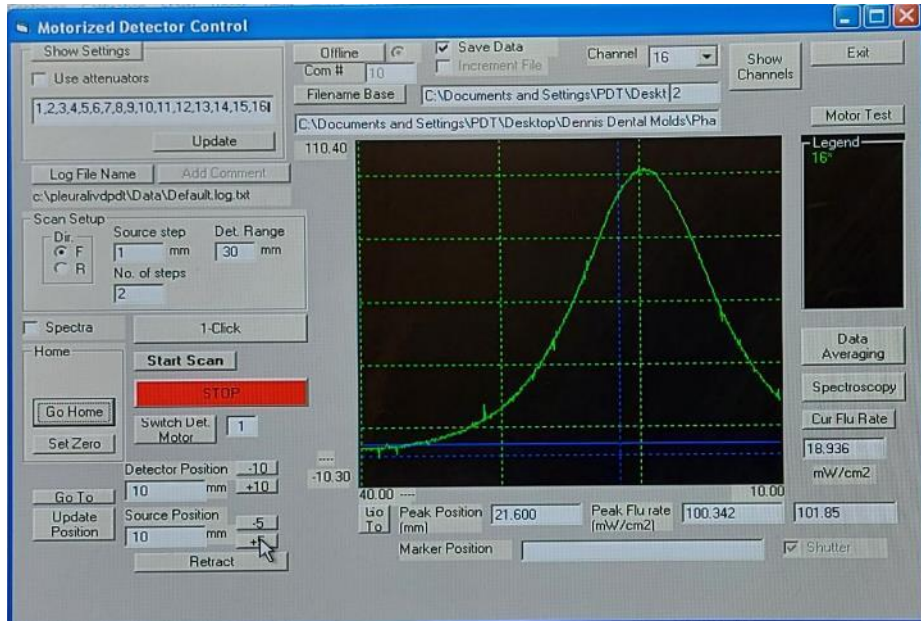 Motorized Detector Control
Show Settings
Use attenuators
1,2,3,4,5,6,7,8,9,10,11,12,13,14,15,16
Update
Log File Name Add Comment
c:\pleuralivdpdt\Data\Default.log.txt
Scan Setup
Dir.
F
R
Source step Det. Range
1 mm 30 mm
No. of steps
2
Spectra
1-Click
Home
Start Scan
STOP
Go Home
Switch Det. Motor 1
Set Zero
Detector Position -10
10 mm +10
Go To
Update Position
Source Position -5
10 mm
Retract
Offline
Save Data
Channel 16
Show Channels
Exit
Com # 10
Increment File
Filename Base C:\Documents and Settings\PDT\Deskt 2
C:\Documents and Settings\PDT\Desktop\Dennis Dental Molds\Pha
Motor Test
110.40
Legend
16
----
-10.30
40.00 ----
10.00
Data Averaging
Spectroscopy
Cur Flu Rate
18.936
mW/cm2
Go To
Peak Position (mm) 21.600
Peak Flu rate (mW/cm2) 100.342
101.85
Marker Position
Shutter